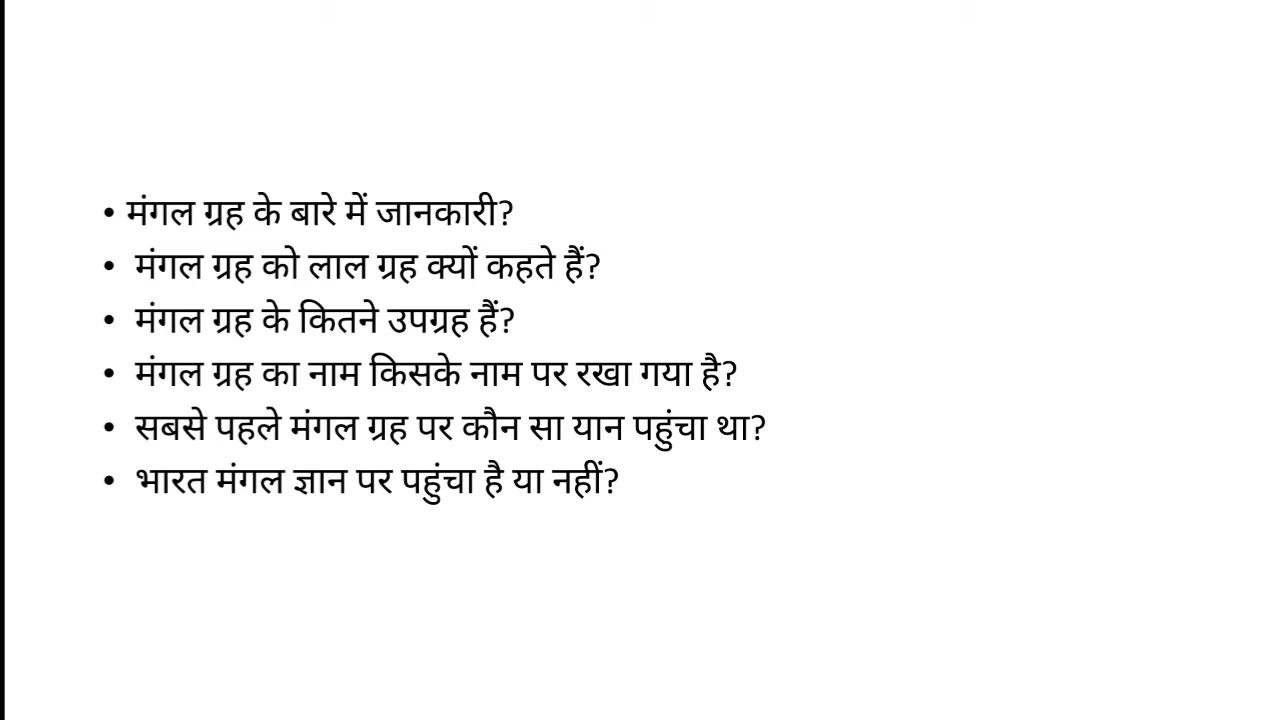 • मंगल ग्रह के बारे में जानकारी?
• मंगल ग्रह को लाल ग्रह क्यों कहते हैं?
• मंगल ग्रह के कितने उपग्रह हैं?
• मंगल ग्रह का नाम किसके नाम पर रखा गया है?
• सबसे पहले मंगल ग्रह पर कौन सा यान पहुंचा था?
• भारत मंगल ज्ञान पर पहुंचा है या नहीं?